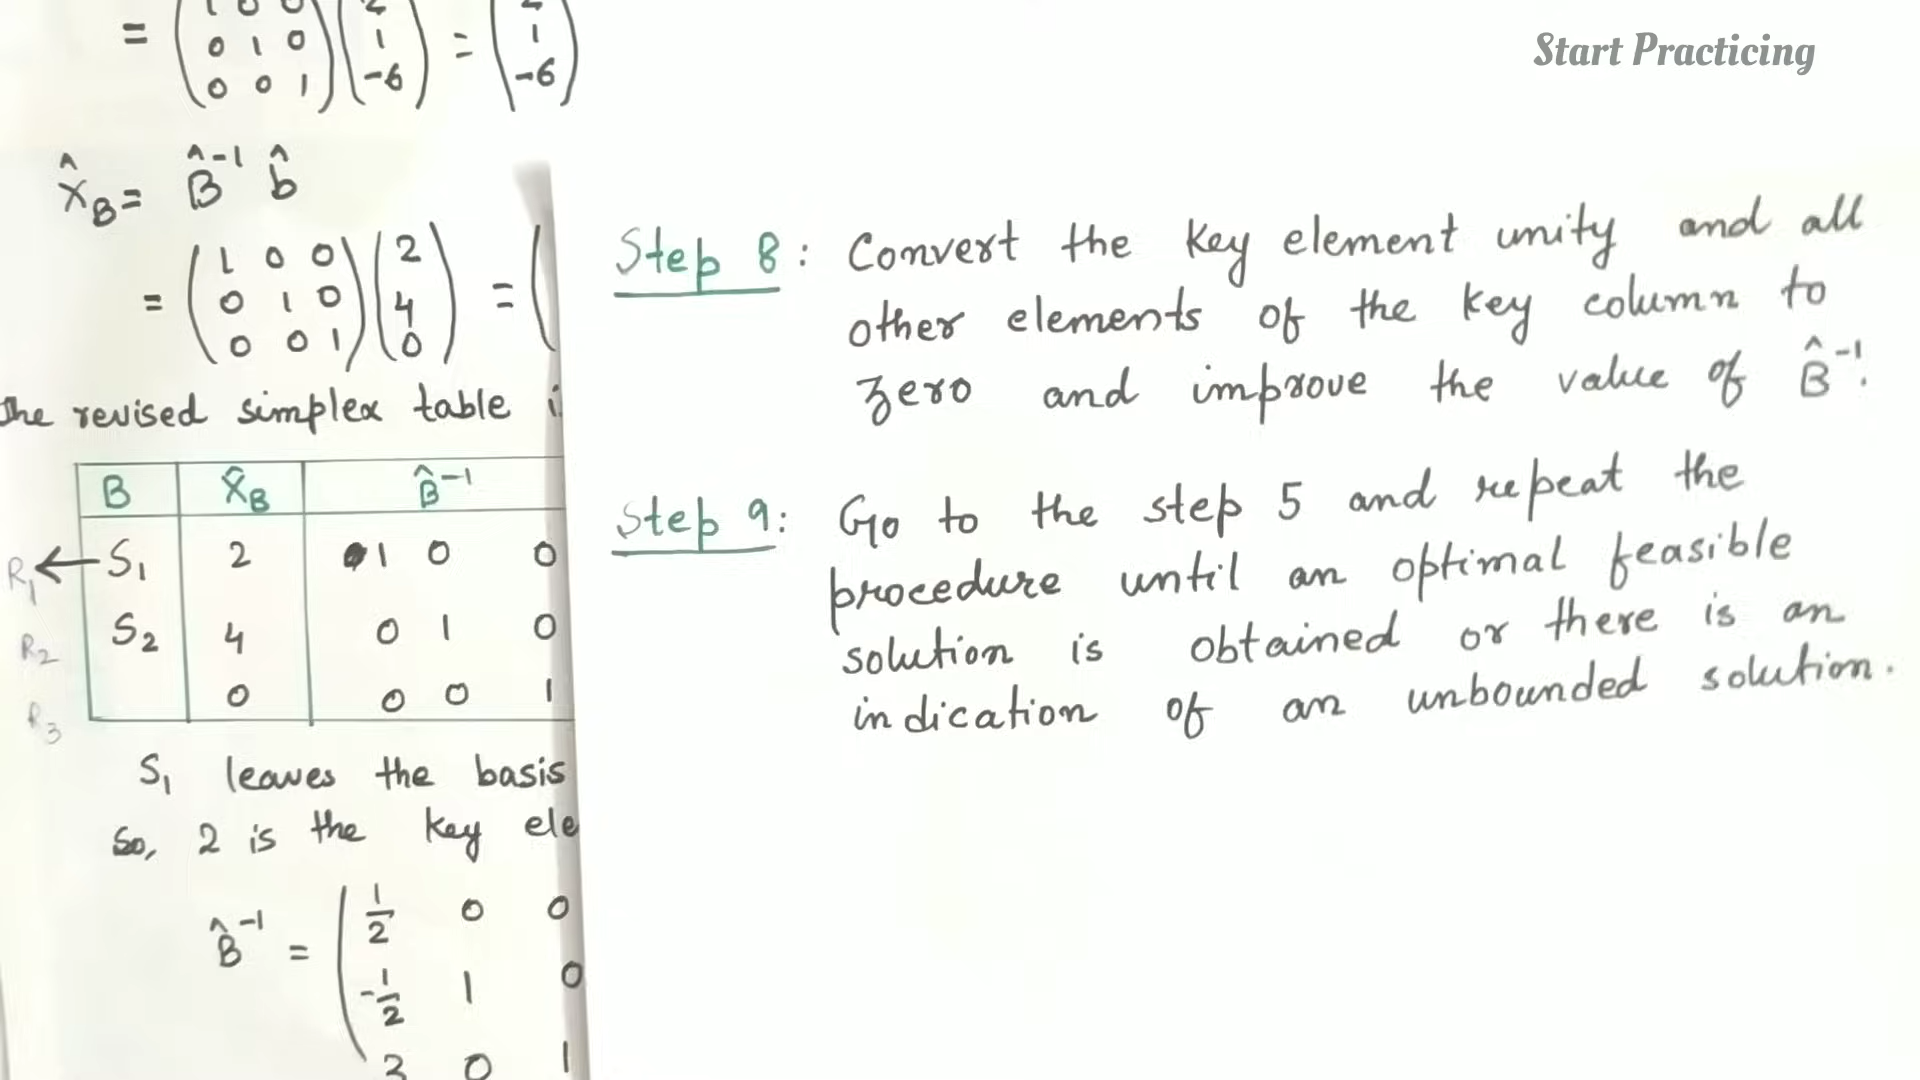 = (1 0 0 / 0 1 0 / 0 0 1) (2 / 1 / -6) = (2 / 1 / -6)
X̂_B = B̂⁻¹ b̂
= (1 0 0 / 0 1 0 / 0 0 1) (2 / 4 / 0) = (
The revised simplex table i
B X̂_B B̂⁻¹
R₁ ← S₁ 2 1 0 0
R₂ S₂ 4 0 1 0
R₃ 0 0 0 1
S₁ leaves the basis
So, 2 is the key ele
B̂⁻¹ = (1/2 0 0
-1/2 1 0
3 0 1
Start Practicing
Step 8: Convert the key element unity and all
other elements of the key column to
zero and improve the value of B̂⁻¹.
Step 9: Go to the step 5 and repeat the
procedure until an optimal feasible
solution is obtained or there is an
indication of an unbounded solution.